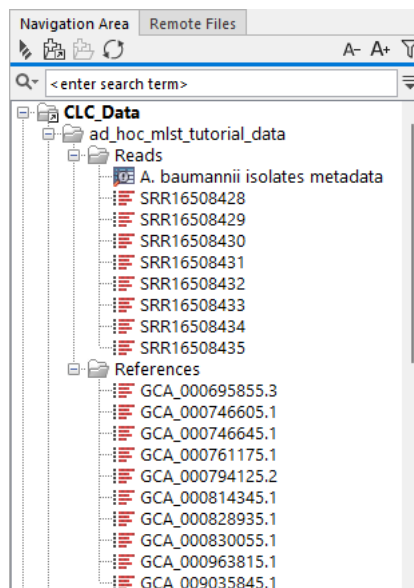 Navigation Area Remote Files
A- A+
<enter search term>
CLC_Data
ad_hoc_mlst_tutorial_data
Reads
A. baumannii isolates metadata
SRR16508428
SRR16508429
SRR16508430
SRR16508431
SRR16508432
SRR16508433
SRR16508434
SRR16508435
References
GCA_000695855.3
GCA_000746605.1
GCA_000746645.1
GCA_000761175.1
GCA_000794125.2
GCA_000814345.1
GCA_000828935.1
GCA_000830055.1
GCA_000963815.1
GCA_009035845.1